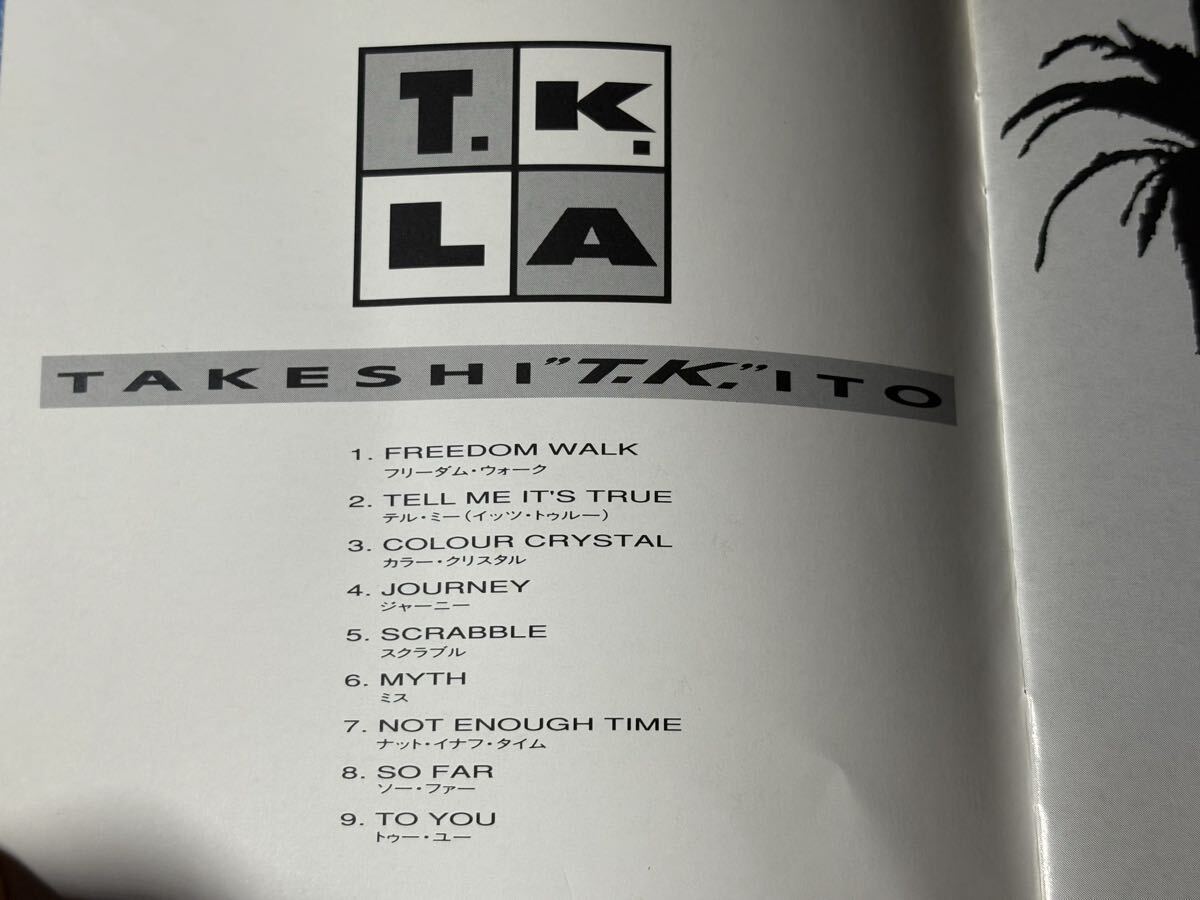 T. K.
L A
TAKESHI "T.K." ITO
1. FREEDOM WALK
フリーダム・ウォーク
2. TELL ME IT'S TRUE
テル・ミー(イッツ・トゥルー)
3. COLOUR CRYSTAL
カラー・クリスタル
4. JOURNEY
ジャーニー
5. SCRABBLE
スクラブル
6. MYTH
ミス
7. NOT ENOUGH TIME
ナット・イナフ・タイム
8. SO FAR
ソー・ファー
9. TO YOU
トゥー・ユー